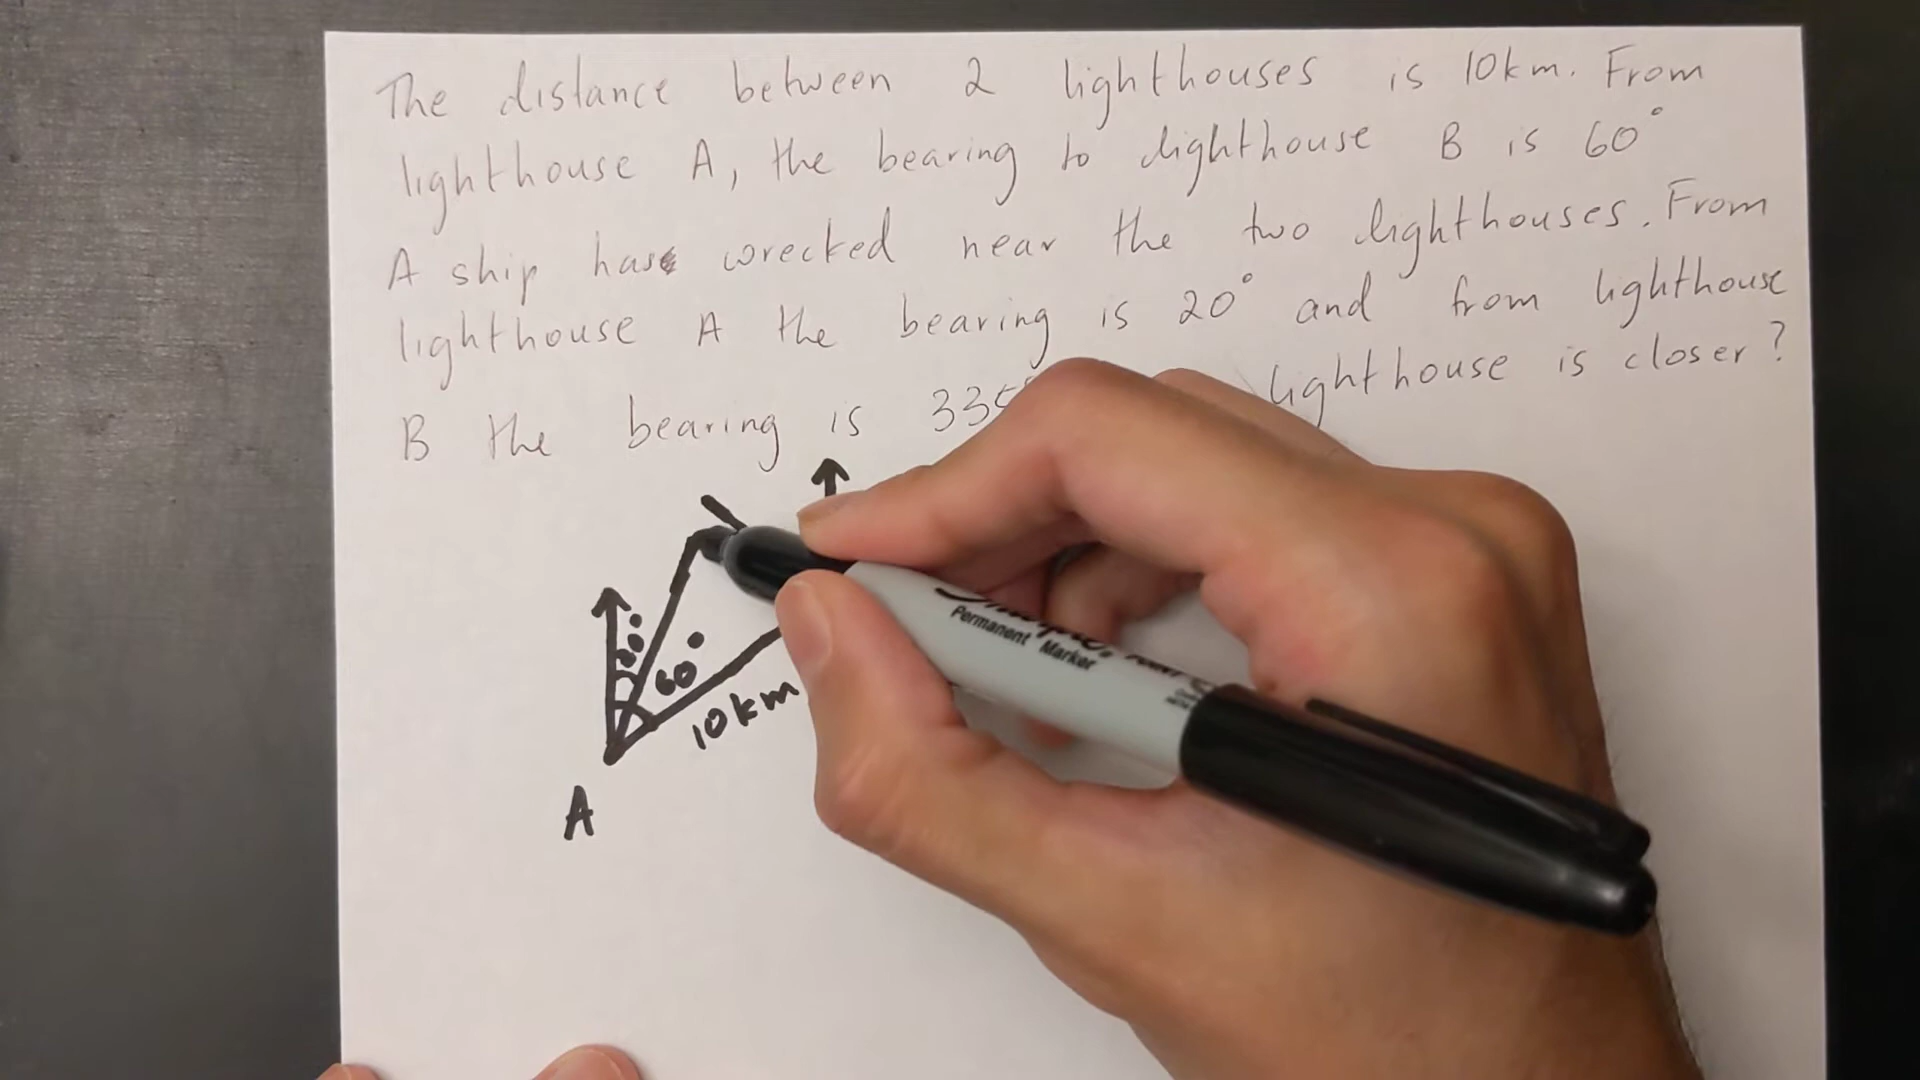 The distance between 2 lighthouses is 10km. From
lighthouse A, the bearing to lighthouse B is 60°
A ship has wrecked near the two lighthouses. From
lighthouse A the bearing is 20° and from lighthouse
B the bearing is lighthouse is closer?
20°
60°
10km
A
Permanent Marker